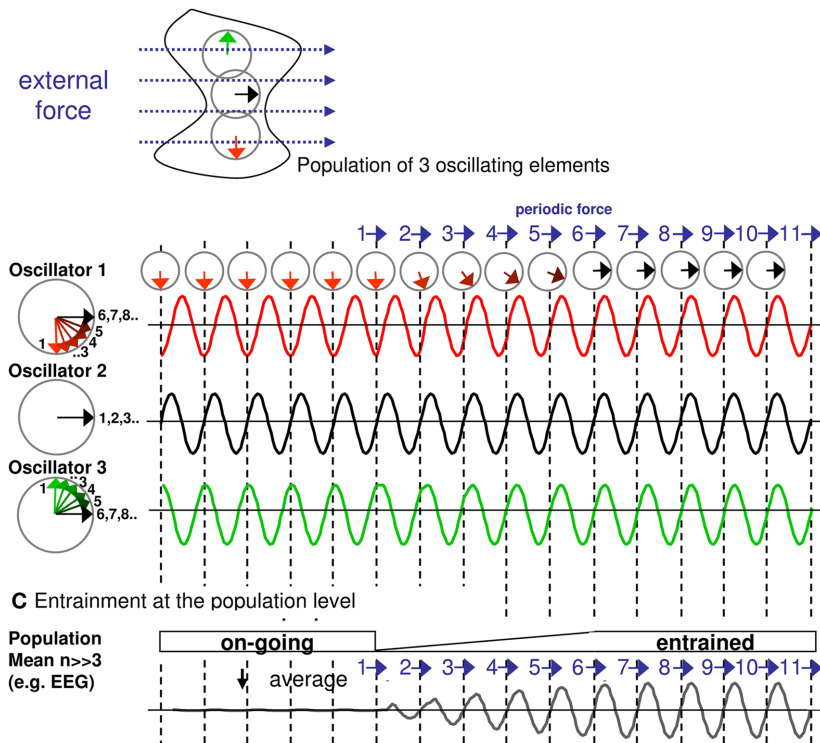 external
force
Population of 3 oscillating elements
periodic force
1 2 3 4 5 6 7 8 9 10 11
Oscillator 1
6,7,8..
5
4
..3
1
Oscillator 2
1,2,3..
Oscillator 3
1
..3
4
5
6,7,8..
C Entrainment at the population level
Population
Mean n>>3
(e.g. EEG)
on-going
entrained
1 2 3 4 5 6 7 8 9 10 11
average